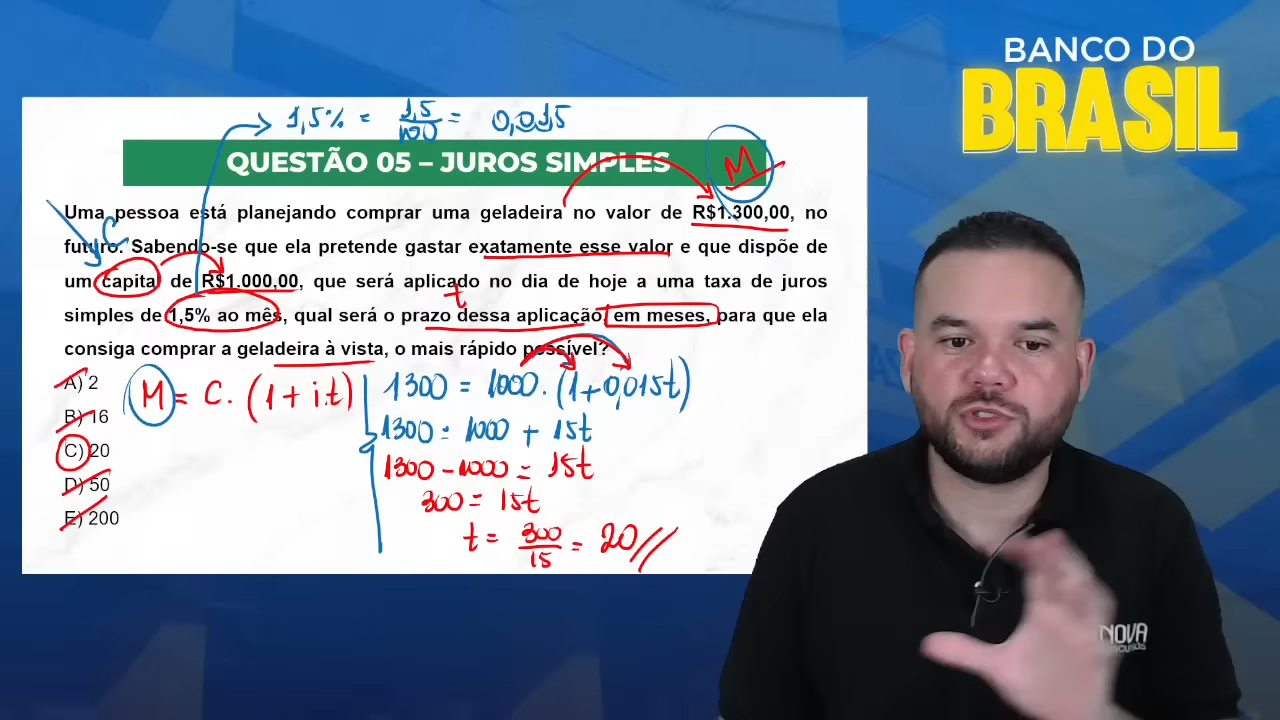 BANCO DO
BRASIL
1,5% = 1,5/100 = 0,015
QUESTÃO 05 – JUROS SIMPLES
M
Uma pessoa está planejando comprar uma geladeira no valor de R$1.300,00, no
futuro. Sabendo-se que ela pretende gastar exatamente esse valor e que dispõe de
C
um capital de R$1.000,00, que será aplicado no dia de hoje a uma taxa de juros
t
simples de 1,5% ao mês, qual será o prazo dessa aplicação, em meses, para que ela
consiga comprar a geladeira à vista, o mais rápido possível?
A) 2
B) 16
C) 20
D) 50
E) 200
M = C. (1 + i.t)
1300 = 1000 . (1 + 0,015t)
1300 = 1000 + 15t
1300 - 1000 = 15t
300 = 15t
t = 300/15 = 20//
NOVA
CONCURSOS